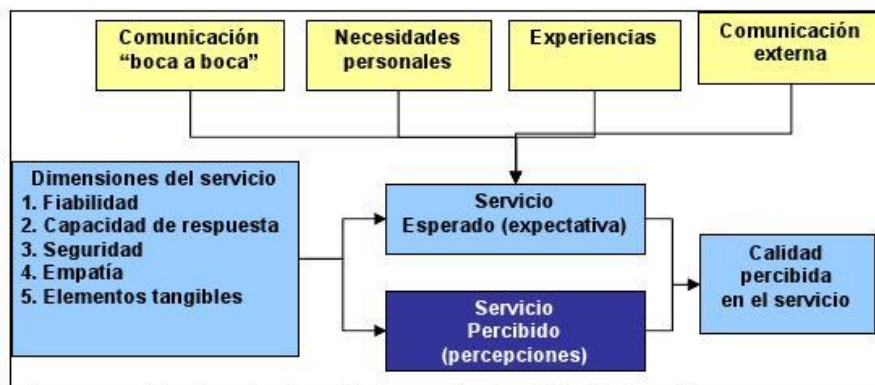 Comunicación
“boca a boca”
Necesidades
personales
Experiencias
Comunicación
externa
Dimensiones del servicio
1. Fiabilidad
2. Capacidad de respuesta
3. Seguridad
4. Empatía
5. Elementos tangibles
Servicio
Esperado (expectativa)
Servicio
Percibido
(percepciones)
Calidad
percibida
en el servicio